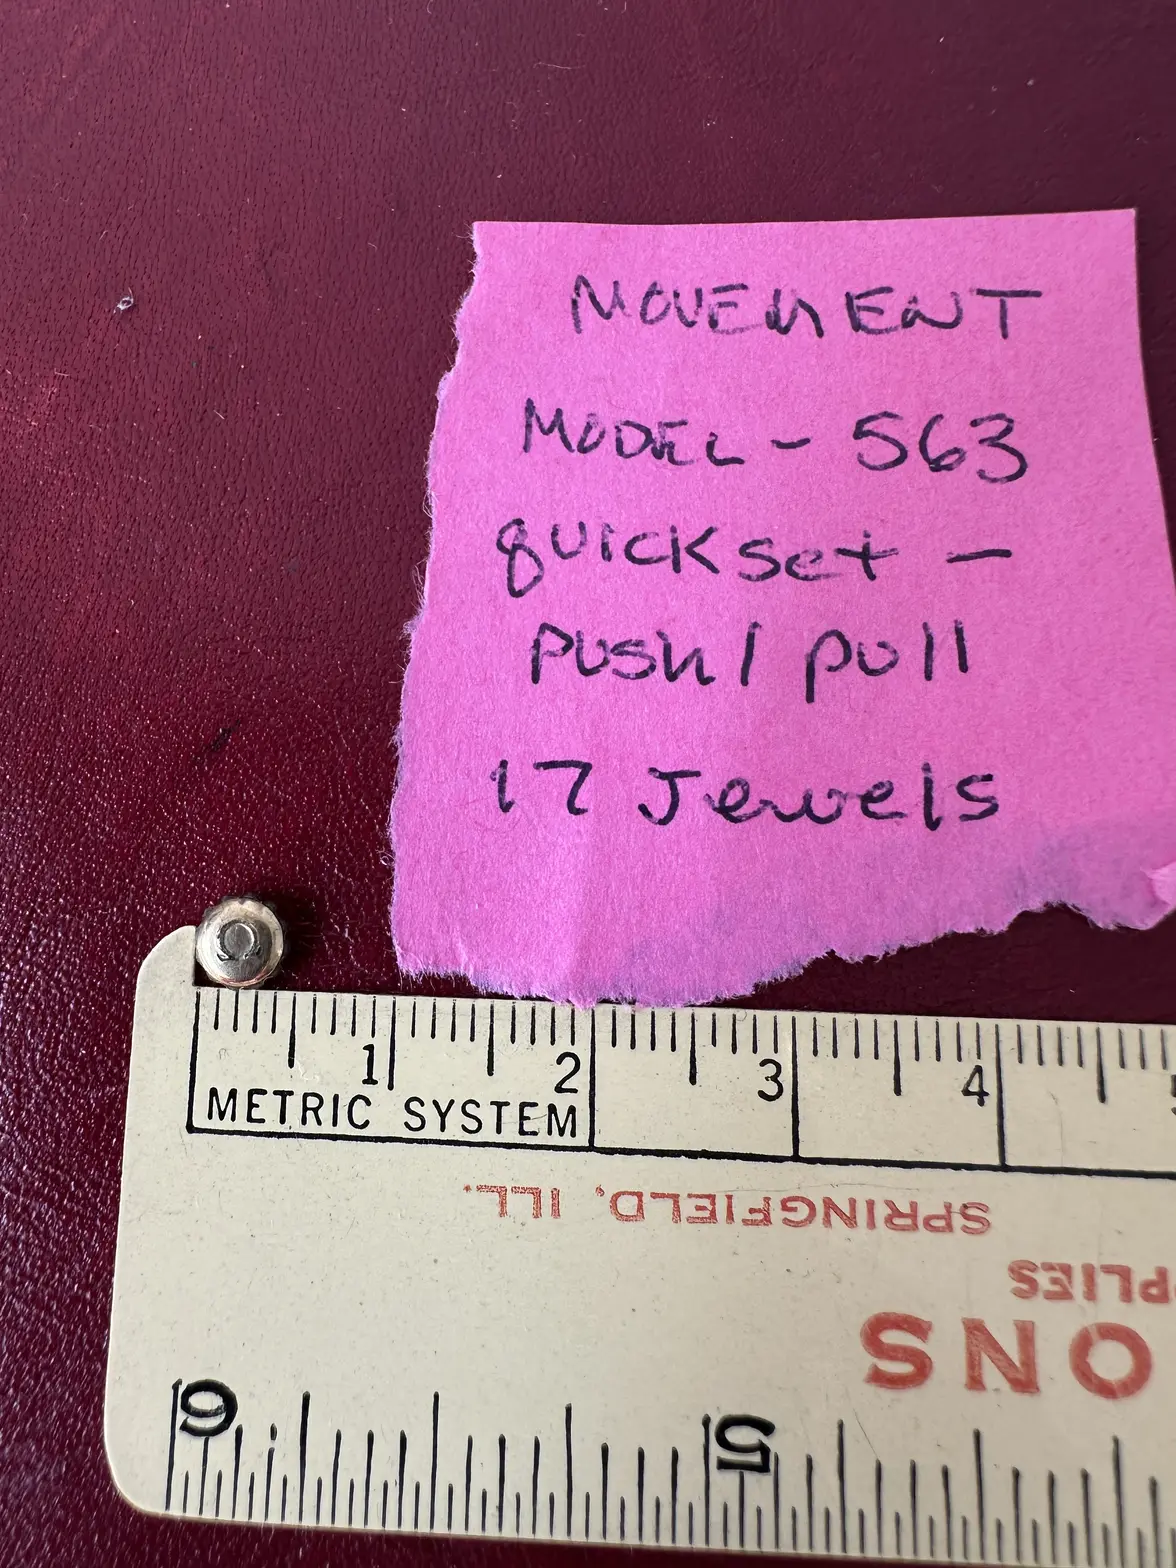 MOVEMENT
MODEL - 563
quickset -
Push / pull
17 Jewels
1 2 3 4
METRIC SYSTEM
SPRINGFIELD, ILL.
ONS
6 5